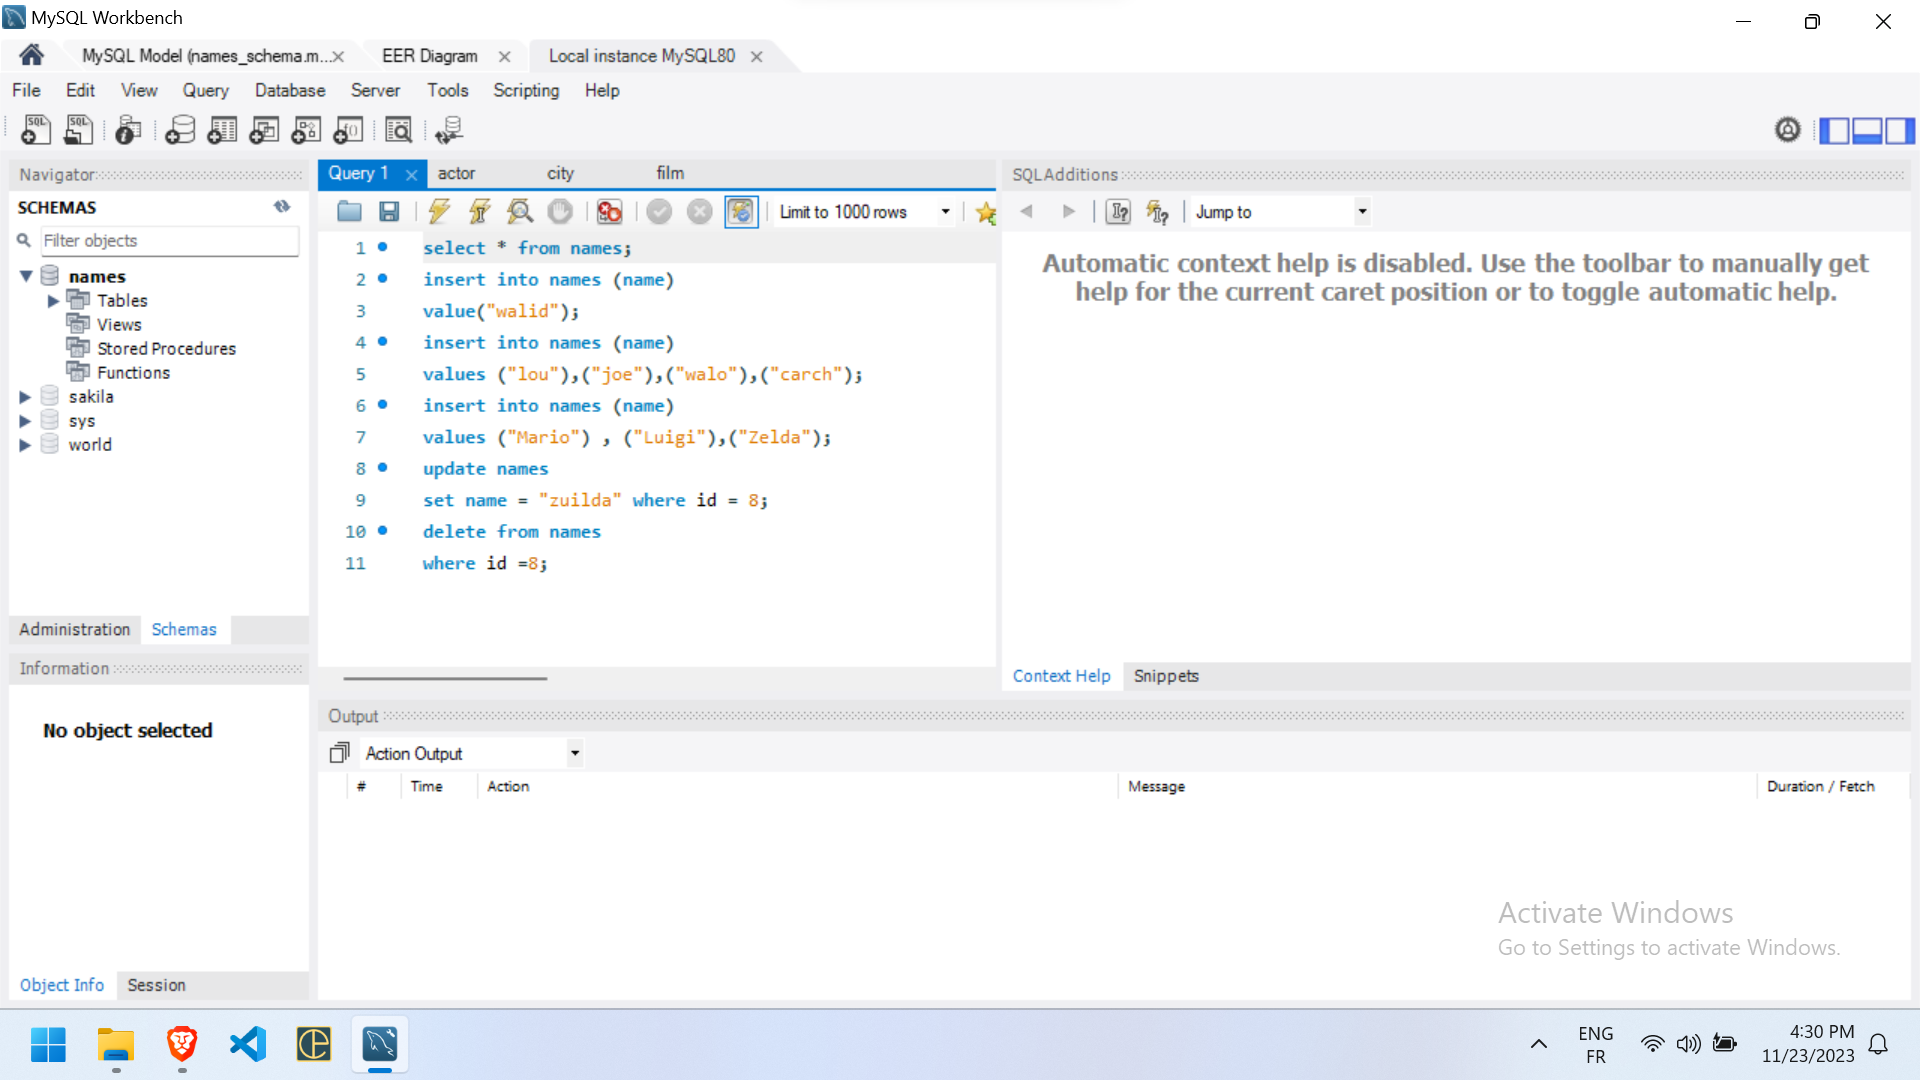 MySQL Workbench
MySQL Model (names_schema.m...
EER Diagram
Local instance MySQL80
File Edit View Query Database Server Tools Scripting Help
Navigator
SCHEMAS
Filter objects
names
Tables
Views
Stored Procedures
Functions
sakila
sys
world
Administration Schemas
Information
No object selected
Object Info Session
Query 1 actor city film
Limit to 1000 rows
1 select * from names;
2 insert into names (name)
3 value("walid");
4 insert into names (name)
5 values ("lou"),("joe"),("walo"),("carch");
6 insert into names (name)
7 values ("Mario") , ("Luigi"),("Zelda");
8 update names
9 set name = "zuilda" where id = 8;
10 delete from names
11 where id =8;
SQLAdditions
Jump to
Automatic context help is disabled. Use the toolbar to manually get
help for the current caret position or to toggle automatic help.
Context Help Snippets
Output
Action Output
# Time Action Message Duration / Fetch
Activate Windows
Go to Settings to activate Windows.
ENG
FR
4:30 PM
11/23/2023